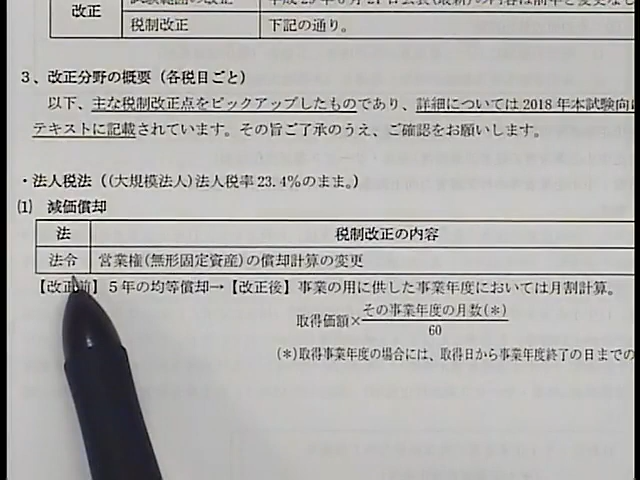 改正
税制改正
下記の通り。
3、改正分野の概要（各税目ごと）
以下、主な税制改正点をピックアップしたものであり、詳細については2018年本試験向け
テキストに記載されています。その旨ご了承のうえ、ご確認をお願いします。
・法人税法（(大規模法人)法人税率23.4%のまま。）
(1) 減価償却
法 税制改正の内容
法令 営業権(無形固定資産)の償却計算の変更
【改正前】5年の均等償却→【改正後】事業の用に供した事業年度においては月割計算。
取得価額×その事業年度の月数(*)
60
(*)取得事業年度の場合には、取得日から事業年度終了の日までの